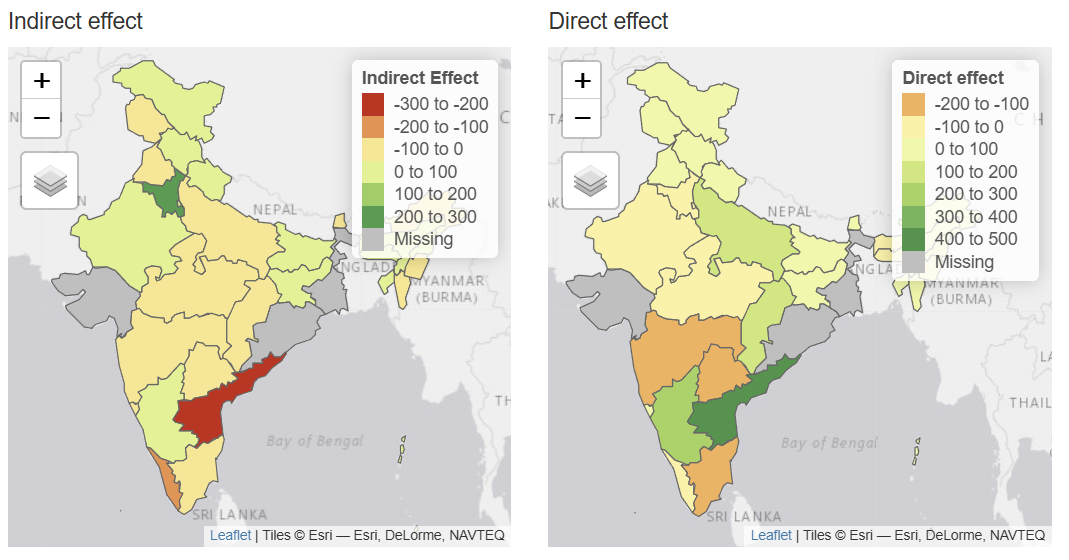 Indirect effect
Direct effect
+
−
Indirect Effect
-300 to -200
-200 to -100
-100 to 0
0 to 100
100 to 200
200 to 300
Missing
NEPAL
NGLAD
MYANMAR
(BURMA)
TH
Bay of Bengal
SRI LANKA
Leaflet | Tiles © Esri — Esri, DeLorme, NAVTEQ
+
−
Direct effect
-200 to -100
-100 to 0
0 to 100
100 to 200
200 to 300
300 to 400
400 to 500
Missing
C H
NEPAL
NGLA
MYANMAR
(BURMA)
LA
THAIL
Bay of Bengal
SRI LANKA
Leaflet | Tiles © Esri — Esri, DeLorme, NAVTEQ